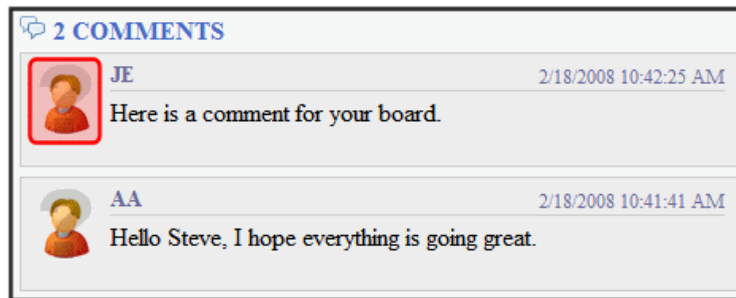 2 COMMENTS
JE 2/18/2008 10:42:25 AM
Here is a comment for your board.
AA 2/18/2008 10:41:41 AM
Hello Steve, I hope everything is going great.